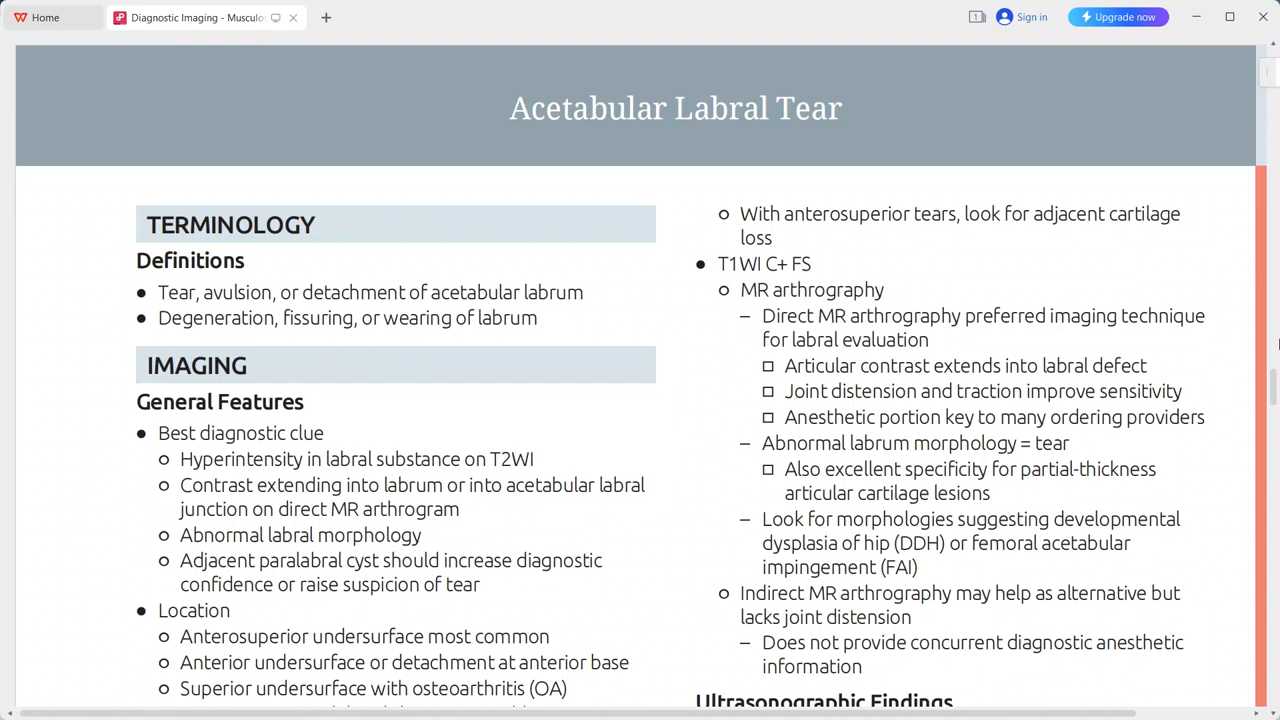 Home
Diagnostic Imaging - Musculos
Sign in
Upgrade now
Acetabular Labral Tear
TERMINOLOGY
Definitions
● Tear, avulsion, or detachment of acetabular labrum
● Degeneration, fissuring, or wearing of labrum
IMAGING
General Features
● Best diagnostic clue
○ Hyperintensity in labral substance on T2WI
○ Contrast extending into labrum or into acetabular labral
junction on direct MR arthrogram
○ Abnormal labral morphology
○ Adjacent paralabral cyst should increase diagnostic
confidence or raise suspicion of tear
● Location
○ Anterosuperior undersurface most common
○ Anterior undersurface or detachment at anterior base
○ Superior undersurface with osteoarthritis (OA)
○ With anterosuperior tears, look for adjacent cartilage
loss
● T1WI C+ FS
○ MR arthrography
– Direct MR arthrography preferred imaging technique
for labral evaluation
□ Articular contrast extends into labral defect
□ Joint distension and traction improve sensitivity
□ Anesthetic portion key to many ordering providers
– Abnormal labrum morphology = tear
□ Also excellent specificity for partial-thickness
articular cartilage lesions
– Look for morphologies suggesting developmental
dysplasia of hip (DDH) or femoral acetabular
impingement (FAI)
○ Indirect MR arthrography may help as alternative but
lacks joint distension
– Does not provide concurrent diagnostic anesthetic
information
Ultrasonographic Findings